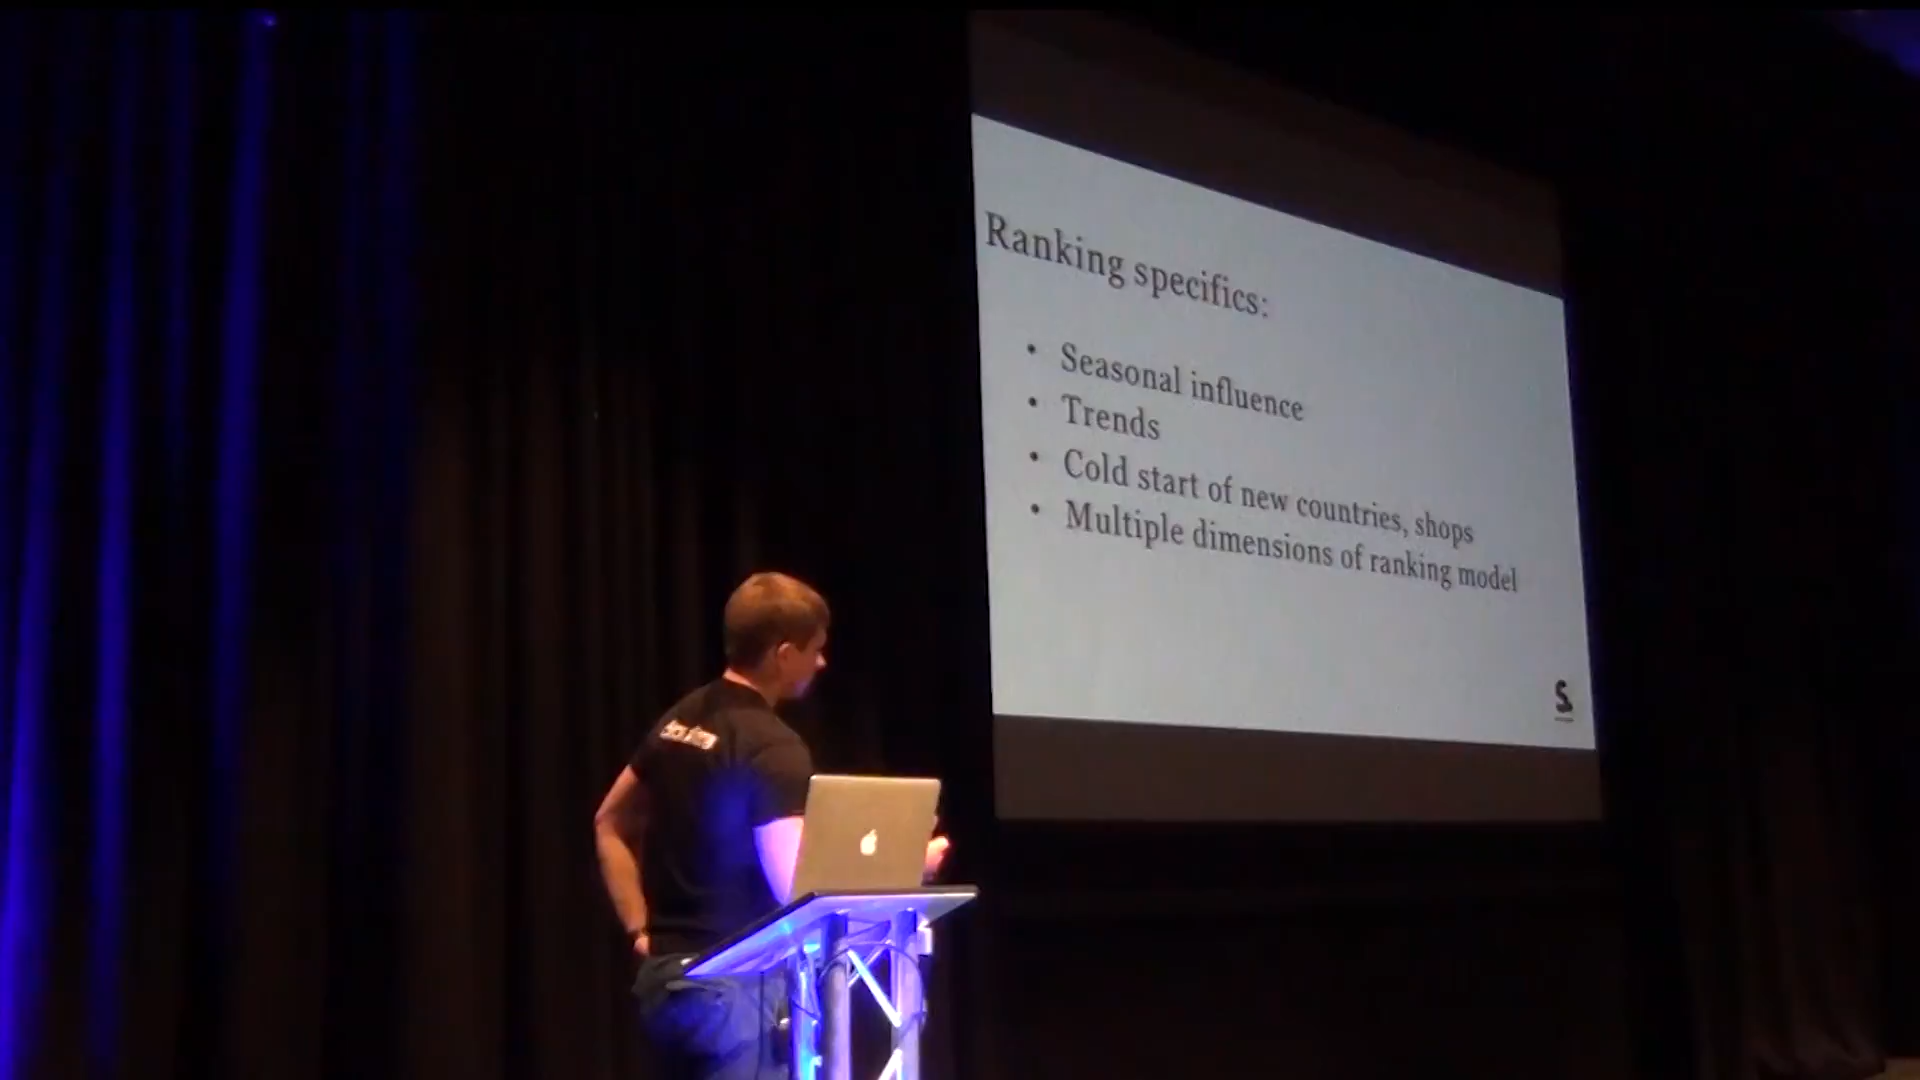 Ranking specifics:
• Seasonal influence
• Trends
• Cold start of new countries, shops
• Multiple dimensions of ranking model
S